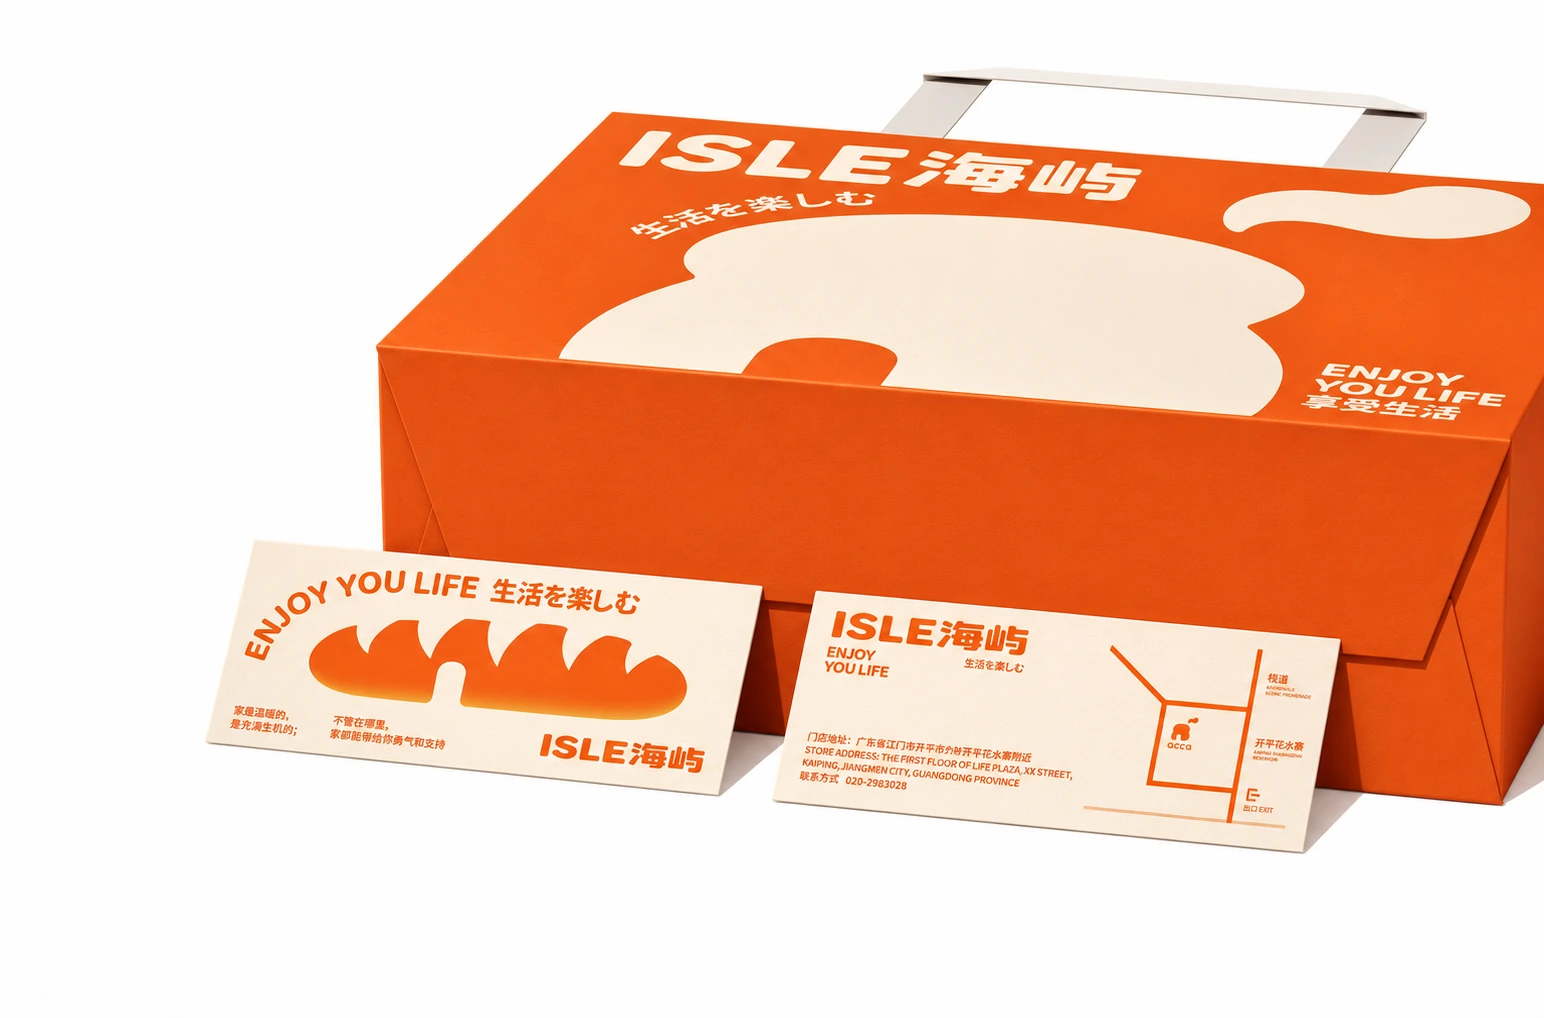 ISLE海屿
生活を楽しむ
ENJOY
YOU LIFE
享受生活
ENJOY YOU LIFE 生活を楽しむ
家是温暖的，
是充满生机的；
不管在哪里，
家都能带给你勇气和支持
ISLE海屿
ISLE海屿
ENJOY
YOU LIFE
生活を楽しむ
门店地址：广东省江门市开平市 开平花水寨附近
STORE ADDRESS: THE FIRST FLOOR OF LIFE PLAZA, XX STREET,
KAIPING, JIANGMEN CITY, GUANGDONG PROVINCE
联系方式 020-2983028
栈道
SCENIC PROMENADE
acca
开平花水寨
RESERVOIR
出口 EXIT